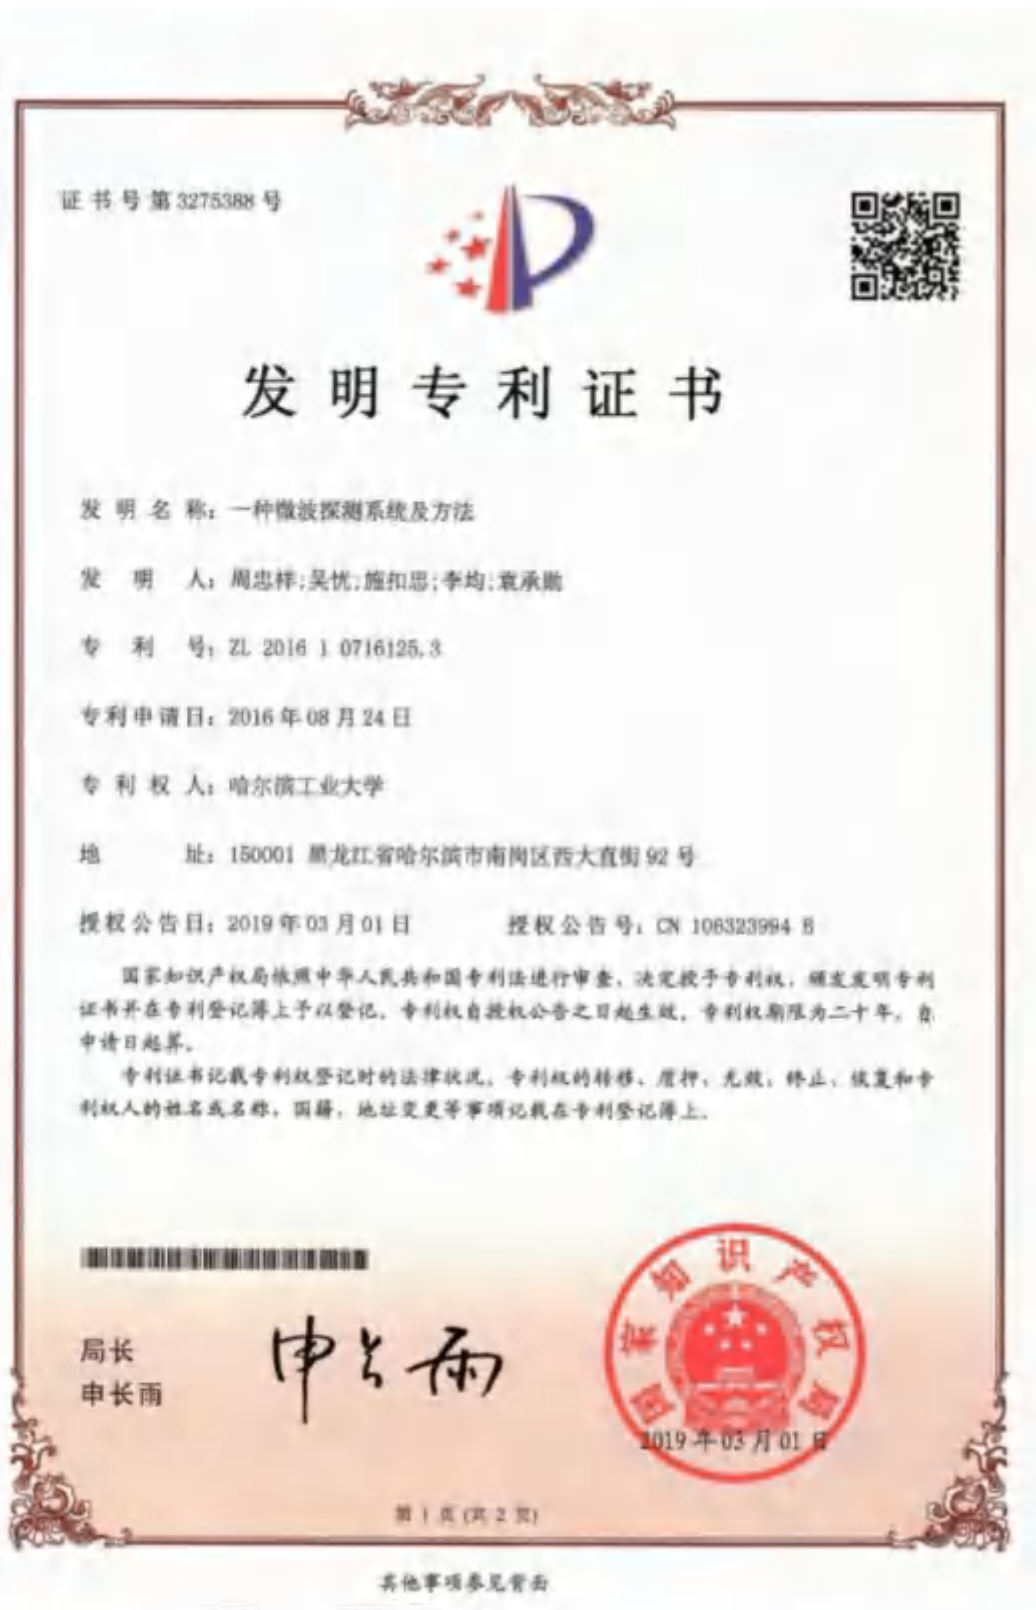 证书号第3275388号
发明专利证书
发明名称：一种微波探测系统及方法
发明人：周忠祥;吴忧;施扣思;李均;袁承勋
专利号：ZL 2016 1 0716125.3
专利申请日：2016年08月24日
专利权人：哈尔滨工业大学
地址：150001 黑龙江省哈尔滨市南岗区西大直街92号
授权公告日：2019年03月01日 授权公告号：CN 106323994 B
国家知识产权局依照中华人民共和国专利法进行审查，决定授予专利权，颁发发明专利
证书并在专利登记簿上予以登记。专利权自授权公告之日起生效。专利权期限为二十年，自
申请日起算。
专利证书记载专利权登记时的法律状况。专利权的转移、质押、无效、终止、恢复和专
利权人的姓名或名称、国籍、地址变更等事项记载在专利登记簿上。
局长
申长雨
申长雨
国家知识产权局
2019年03月01日
第1页(共2页)
其他事项参见背面